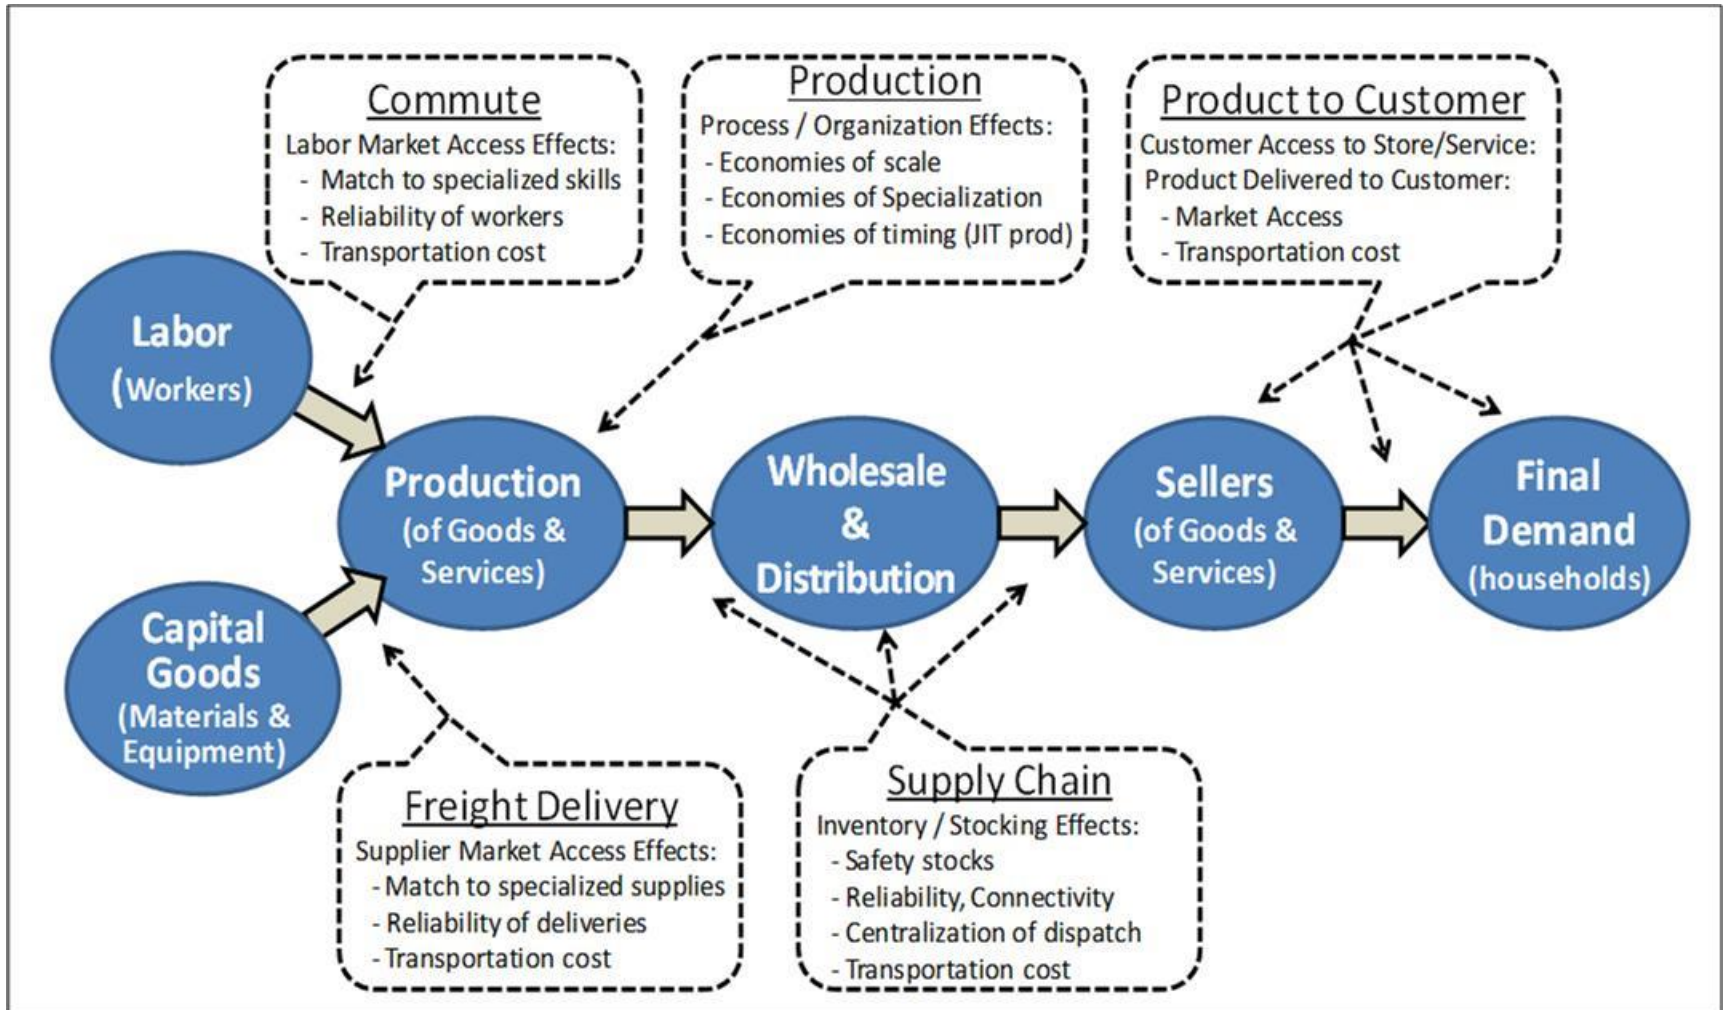 Commute
Labor Market Access Effects:
- Match to specialized skills
- Reliability of workers
- Transportation cost
Production
Process / Organization Effects:
- Economies of scale
- Economies of Specialization
- Economies of timing (JIT prod)
Product to Customer
Customer Access to Store/Service:
Product Delivered to Customer:
- Market Access
- Transportation cost
Labor
(Workers)
Capital
Goods
(Materials &
Equipment)
Production
(of Goods &
Services)
Wholesale
&
Distribution
Sellers
(of Goods &
Services)
Final
Demand
(households)
Freight Delivery
Supplier Market Access Effects:
- Match to specialized supplies
- Reliability of deliveries
- Transportation cost
Supply Chain
Inventory / Stocking Effects:
- Safety stocks
- Reliability, Connectivity
- Centralization of dispatch
- Transportation cost